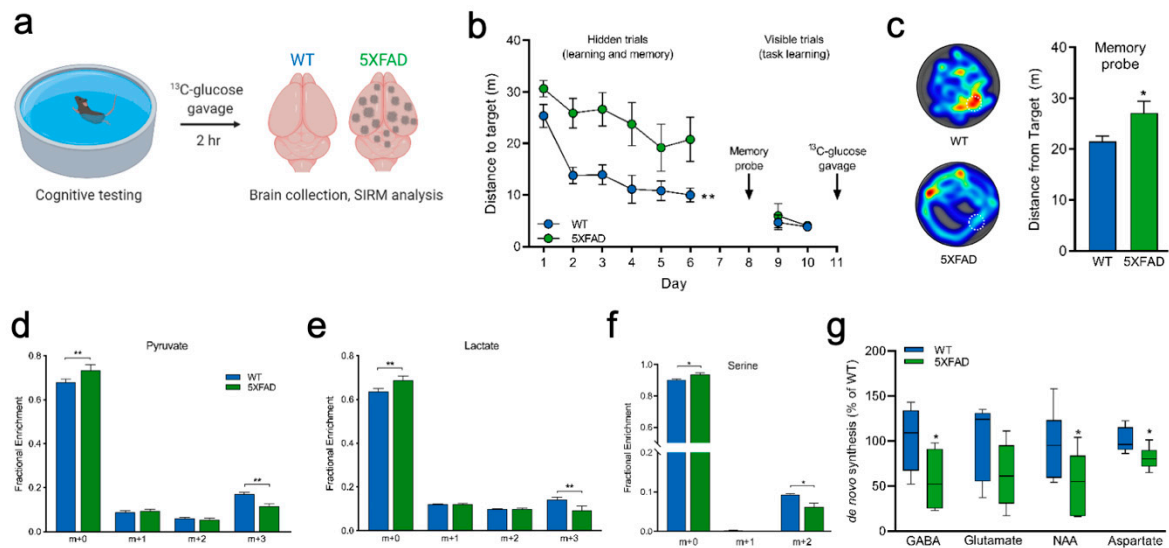 a
WT
5XFAD
¹³C-glucose
gavage
2 hr
Cognitive testing
Brain collection, SIRM analysis
b
Hidden trials
(learning and memory)
Visible trials
(task learning)
Distance to target (m)
40
30
20
10
0
**
Memory
probe
¹³C-glucose
gavage
WT
5XFAD
1 2 3 4 5 6 7 8 9 10 11
Day
c
WT
5XFAD
Memory
probe
Distance from Target (m)
40
30
20
10
0
*
WT 5XFAD
d
Pyruvate
Fractional Enrichment
0.8
0.6
0.4
0.2
0.0
**
**
WT
5XFAD
m+0 m+1 m+2 m+3
e
Lactate
Fractional Enrichment
0.8
0.6
0.4
0.2
0.0
**
**
m+0 m+1 m+2 m+3
f
Serine
Fractional Enrichment
1.0
0.9
0.2
0.1
0.0
*
*
m+0 m+1 m+2
g
WT
5XFAD
de novo synthesis (% of WT)
200
150
100
50
0
* * *
GABA Glutamate NAA Aspartate